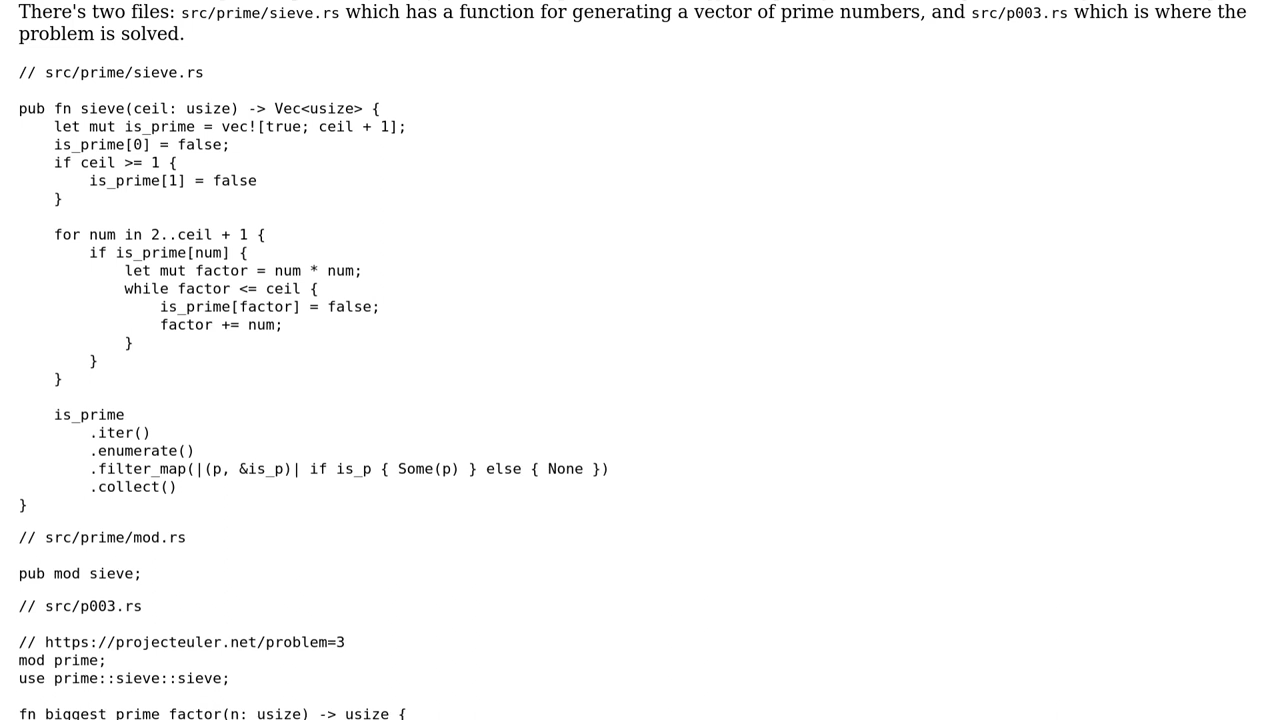 There's two files: src/prime/sieve.rs which has a function for generating a vector of prime numbers, and src/p003.rs which is where the
problem is solved.
// src/prime/sieve.rs
pub fn sieve(ceil: usize) -> Vec<usize> {
    let mut is_prime = vec![true; ceil + 1];
    is_prime[0] = false;
    if ceil >= 1 {
        is_prime[1] = false
    }
    for num in 2..ceil + 1 {
        if is_prime[num] {
            let mut factor = num * num;
            while factor <= ceil {
                is_prime[factor] = false;
                factor += num;
            }
        }
    }
    is_prime
        .iter()
        .enumerate()
        .filter_map(|(p, &is_p)| if is_p { Some(p) } else { None })
        .collect()
}
// src/prime/mod.rs
pub mod sieve;
// src/p003.rs
// https://projecteuler.net/problem=3
mod prime;
use prime::sieve::sieve;
fn biggest_prime_factor(n: usize) -> usize {